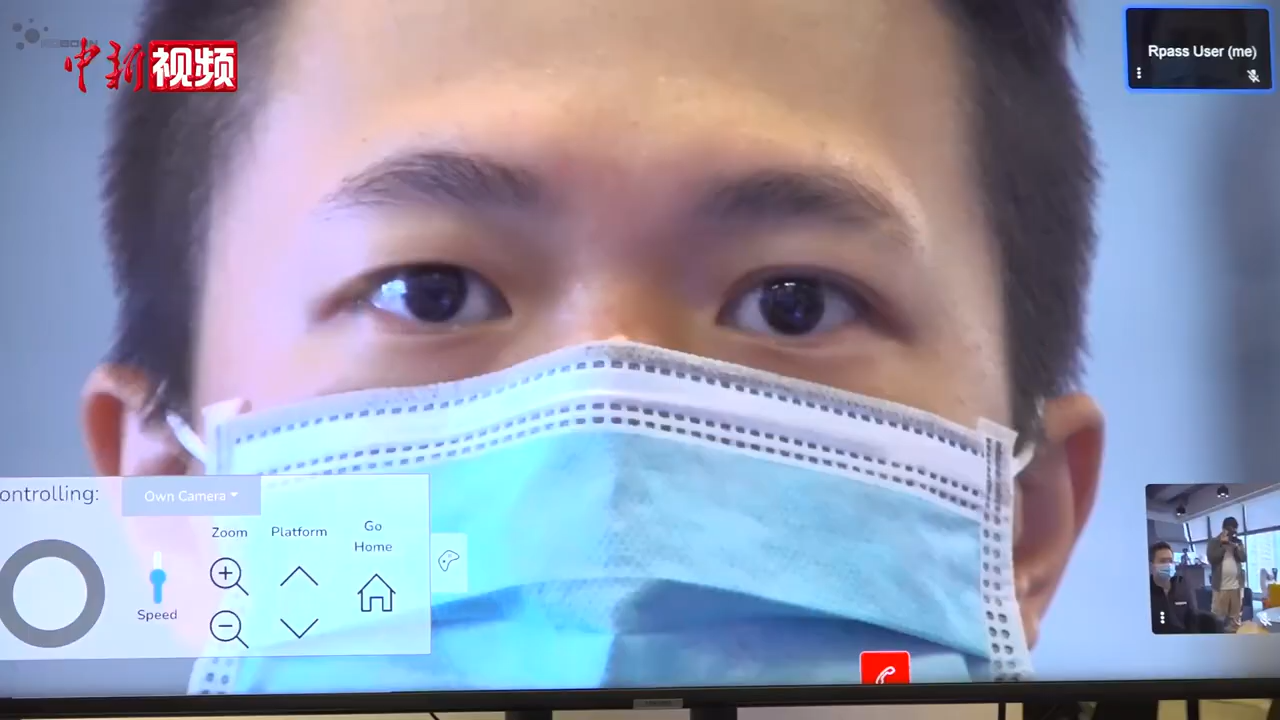 中新视频
Rpass User (me)
ontrolling:
Own Camera
Zoom
Platform
Go
Home
Speed